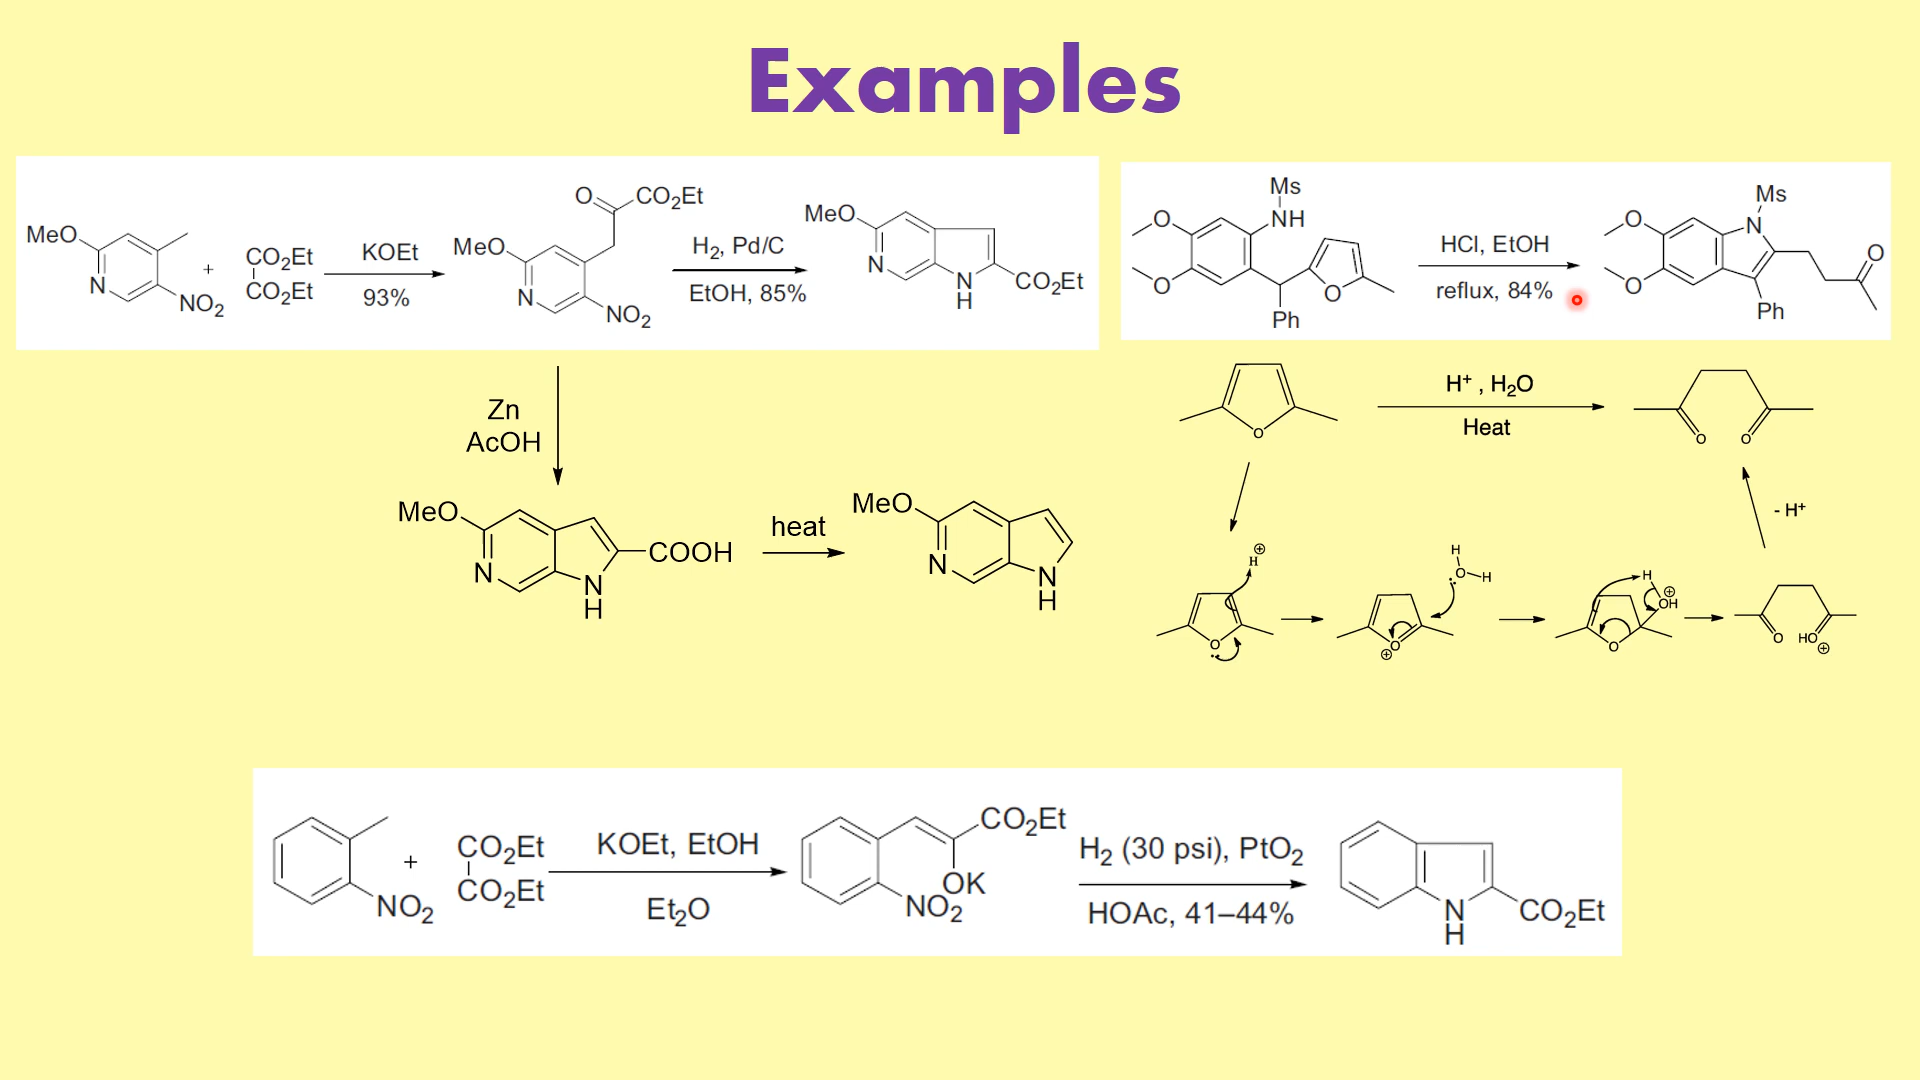 Examples
MeO
N
NO2
+
CO2Et
CO2Et
KOEt
93%
O
CO2Et
MeO
N
NO2
H2, Pd/C
EtOH, 85%
MeO
N
N
H
CO2Et
Ms
NH
O
O
O
Ph
HCl, EtOH
reflux, 84%
Ms
N
O
O
O
Ph
Zn
AcOH
MeO
N
N
H
COOH
heat
MeO
N
N
H
O
H+ , H2O
Heat
O
O
- H+
⊕
H
O
H
O
H
O
⊕
H
⊕
OH
O
O
HO
⊕
NO2
+
CO2Et
CO2Et
KOEt, EtOH
Et2O
CO2Et
OK
NO2
H2 (30 psi), PtO2
HOAc, 41–44%
N
H
CO2Et